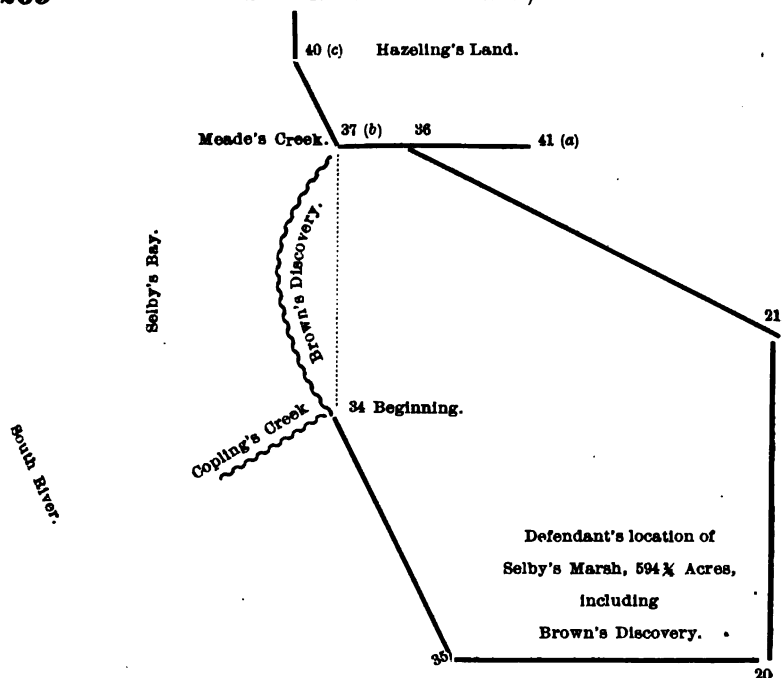 40 (c) Hazeling's Land.
37 (b) 36
Meade's Creek. 41 (a)
Brown's Discovery.
Selby's Bay.
21
34 Beginning.
Copling's Creek
South River.
Defendant's location of
Selby's Marsh, 594¾ Acres,
including
Brown's Discovery.
35
20